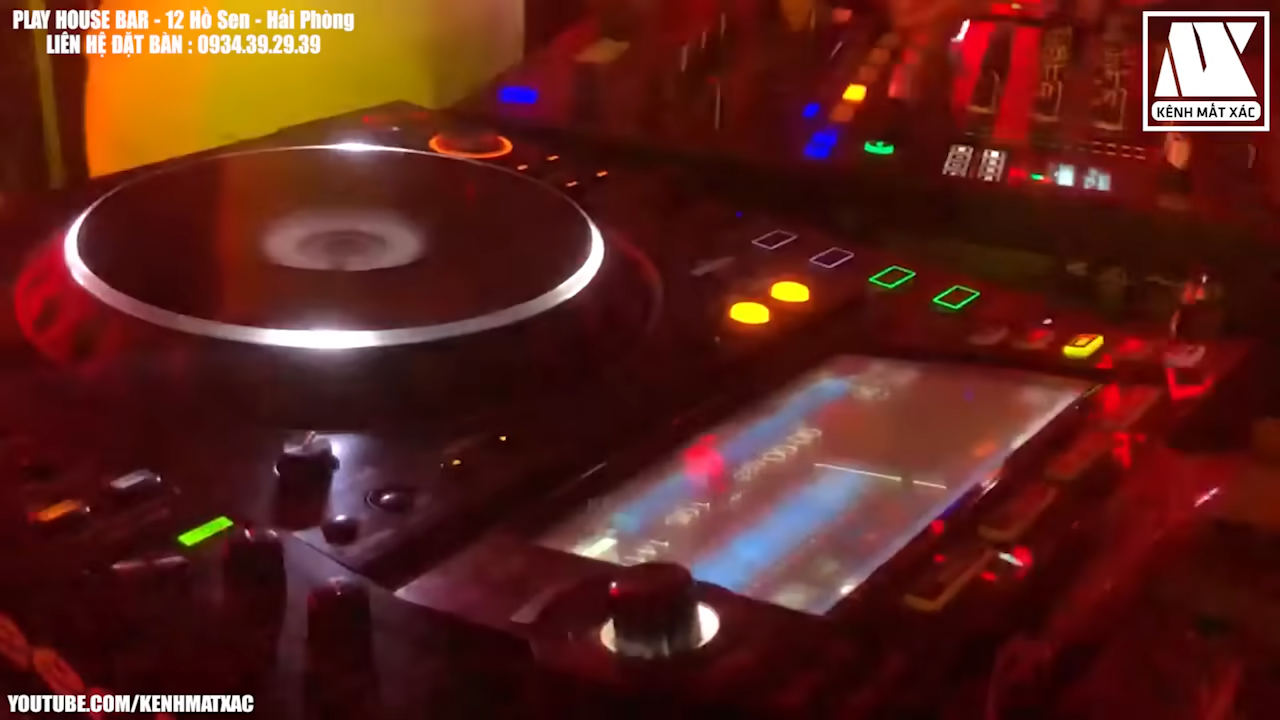 PLAY HOUSE BAR - 12 Hồ Sen - Hải Phòng
LIÊN HỆ ĐẶT BÀN : 0934.39.29.39
KÊNH MẤT XÁC
YOUTUBE.COM/KENHMATXAC